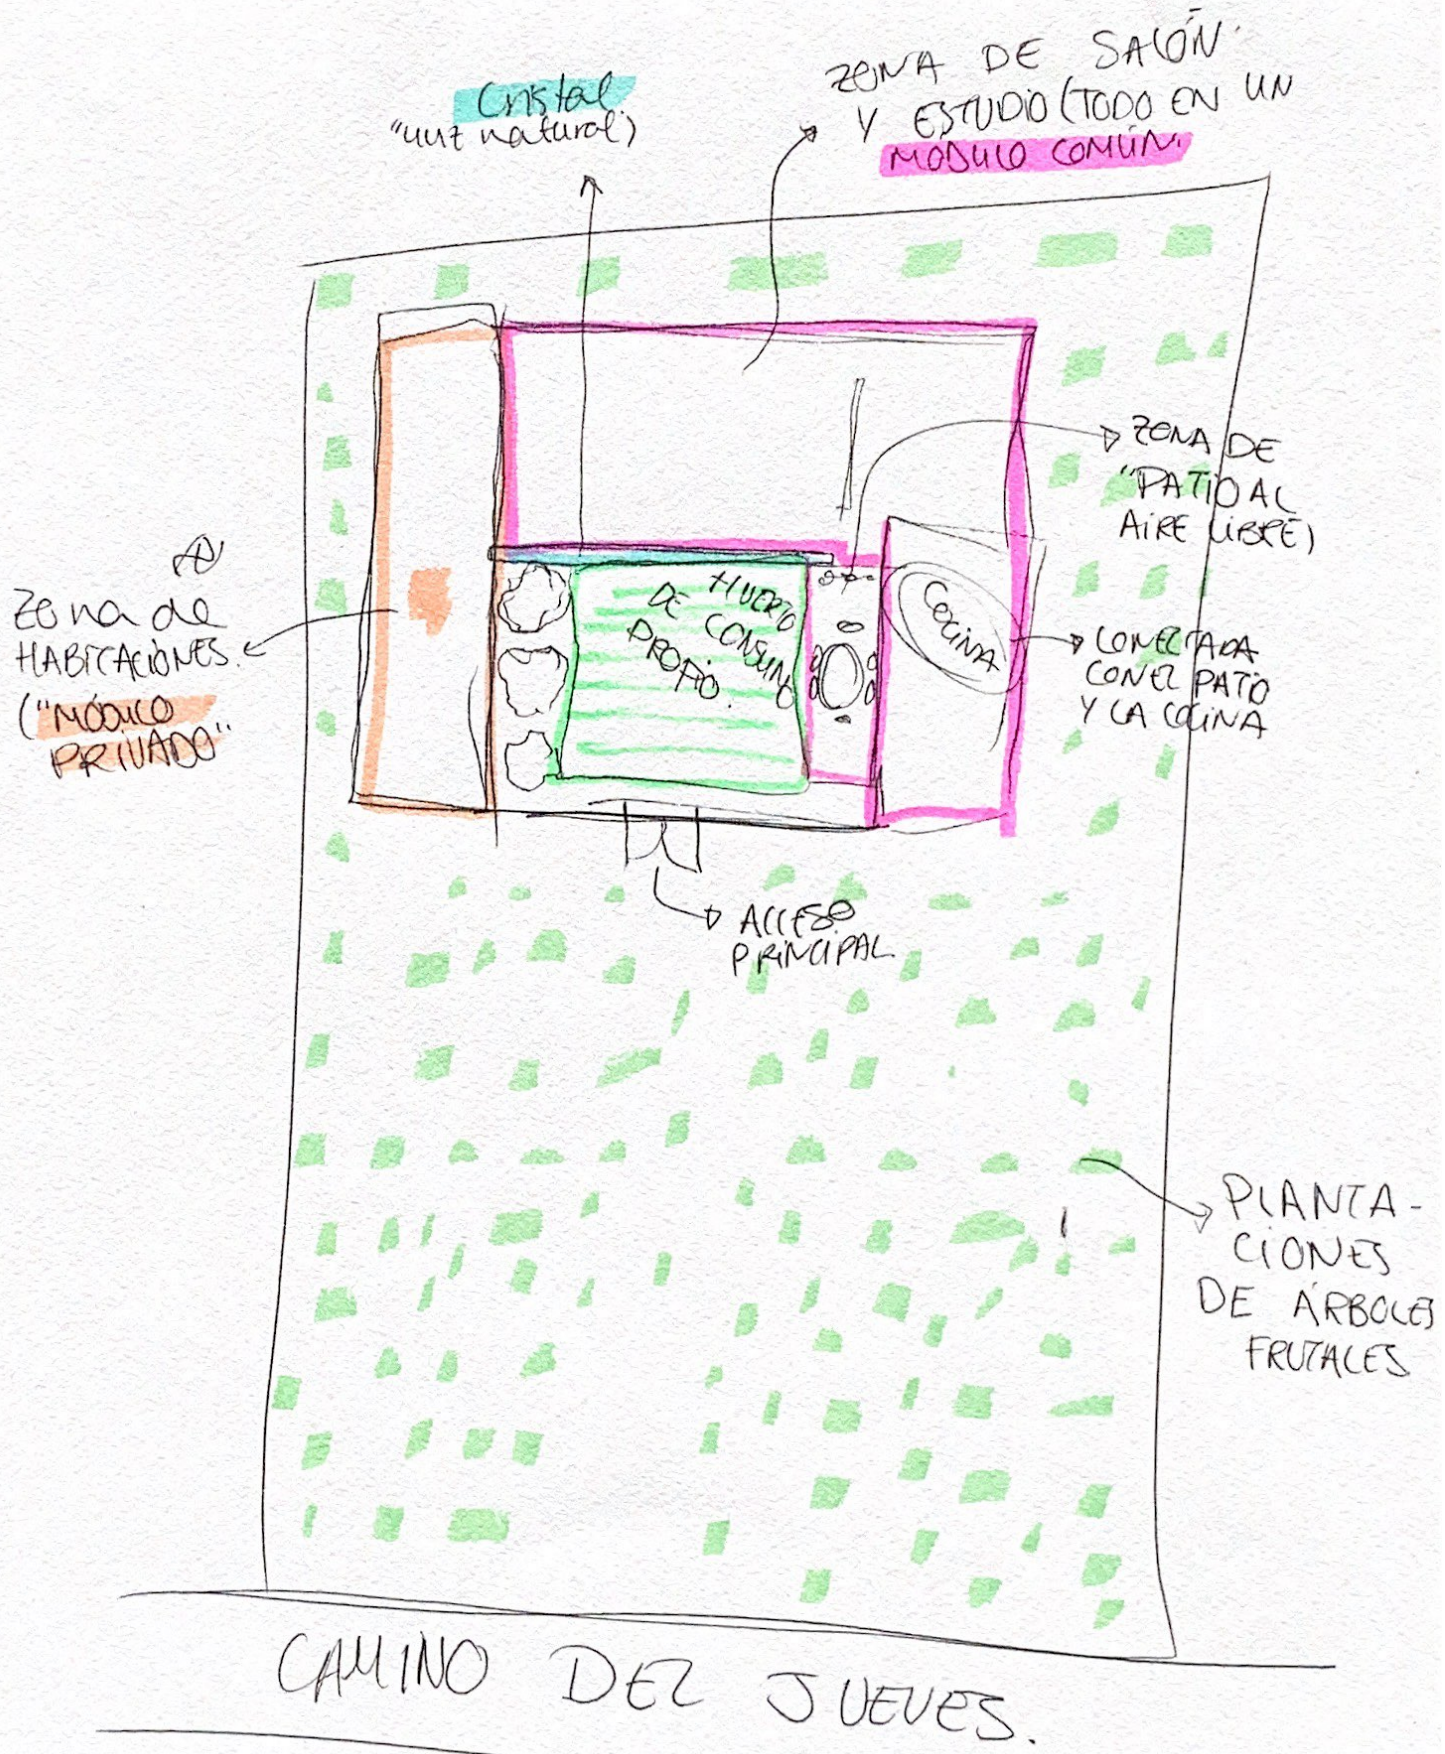 Cristal
"luz natural)
ZONA DE SALÓN
Y ESTUDIO (TODO EN UN
MÓDULO COMÚN.
ZONA DE
"PATIO AL
AIRE LIBRE)
HUERTO
DE CONSUMO
PROPIO.
COCINA
Zona de
HABITACIONES.
("MÓDULO
PRIVADO"
CONECTADA
CON EL PATIO
Y LA COCINA
ACCESO
PRINCIPAL
PLANTA-
CIONES
DE ÁRBOLES
FRUTALES
CAMINO DEL JUEVES.